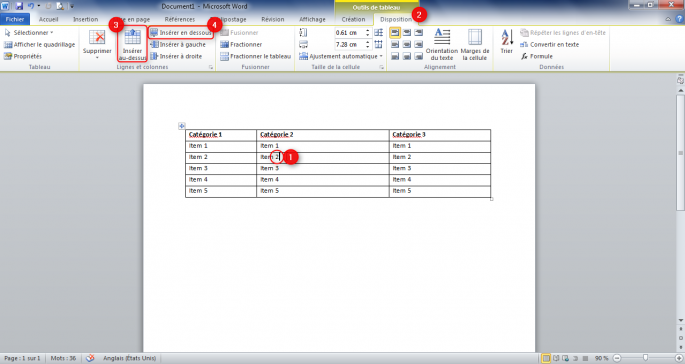 Document1 - Microsoft Word
Outils de tableau
Fichier Accueil Insertion en page Références postage Révision Affichage Création Disposition
3 4 2
Sélectionner Supprimer Insérer au-dessus Insérer en dessous Fusionner 0.61 cm Orientation du texte Marges de la cellule Trier Répéter les lignes d'en-tête
Afficher le quadrillage Insérer à gauche Fractionner 7.28 cm Convertir en texte
Propriétés Insérer à droite Fractionner le tableau Ajustement automatique Formule
Tableau Lignes et colonnes Fusionner Taille de la cellule Alignement Données
Catégorie 1 Catégorie 2 Catégorie 3
Item 1 Item 1 Item 1
Item 2 Item 2 1 Item 2
Item 3 Item 3 Item 3
Item 4 Item 4 Item 4
Item 5 Item 5 Item 5
Page : 1 sur 1 Mots : 36 Anglais (États Unis) 90 %